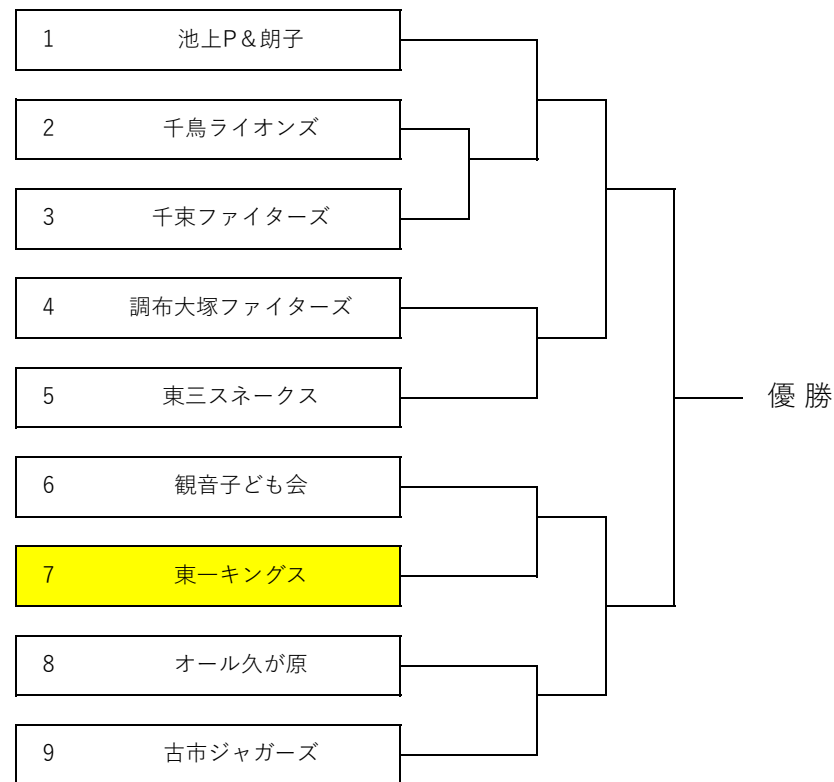 1 池上P＆朗子
2 千鳥ライオンズ
3 千束ファイターズ
4 調布大塚ファイターズ
5 東三スネークス
優 勝
6 観音子ども会
7 東一キングス
8 オール久が原
9 古市ジャガーズ